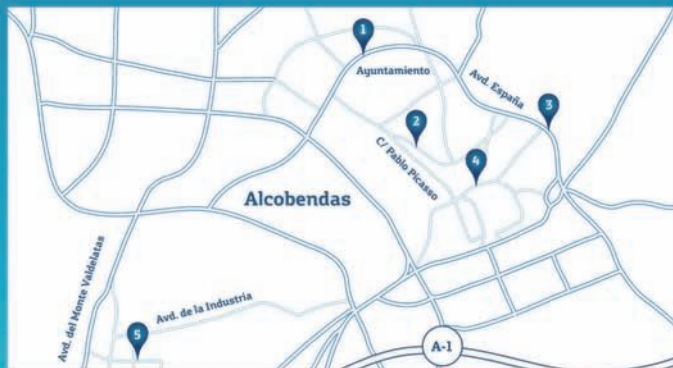 1
Ayuntamiento
Avd. España
3
2
C/ Pablo Picasso
4
Alcobendas
Avd. del Monte Valdelatas
Avd. de la Industria
5
A-1